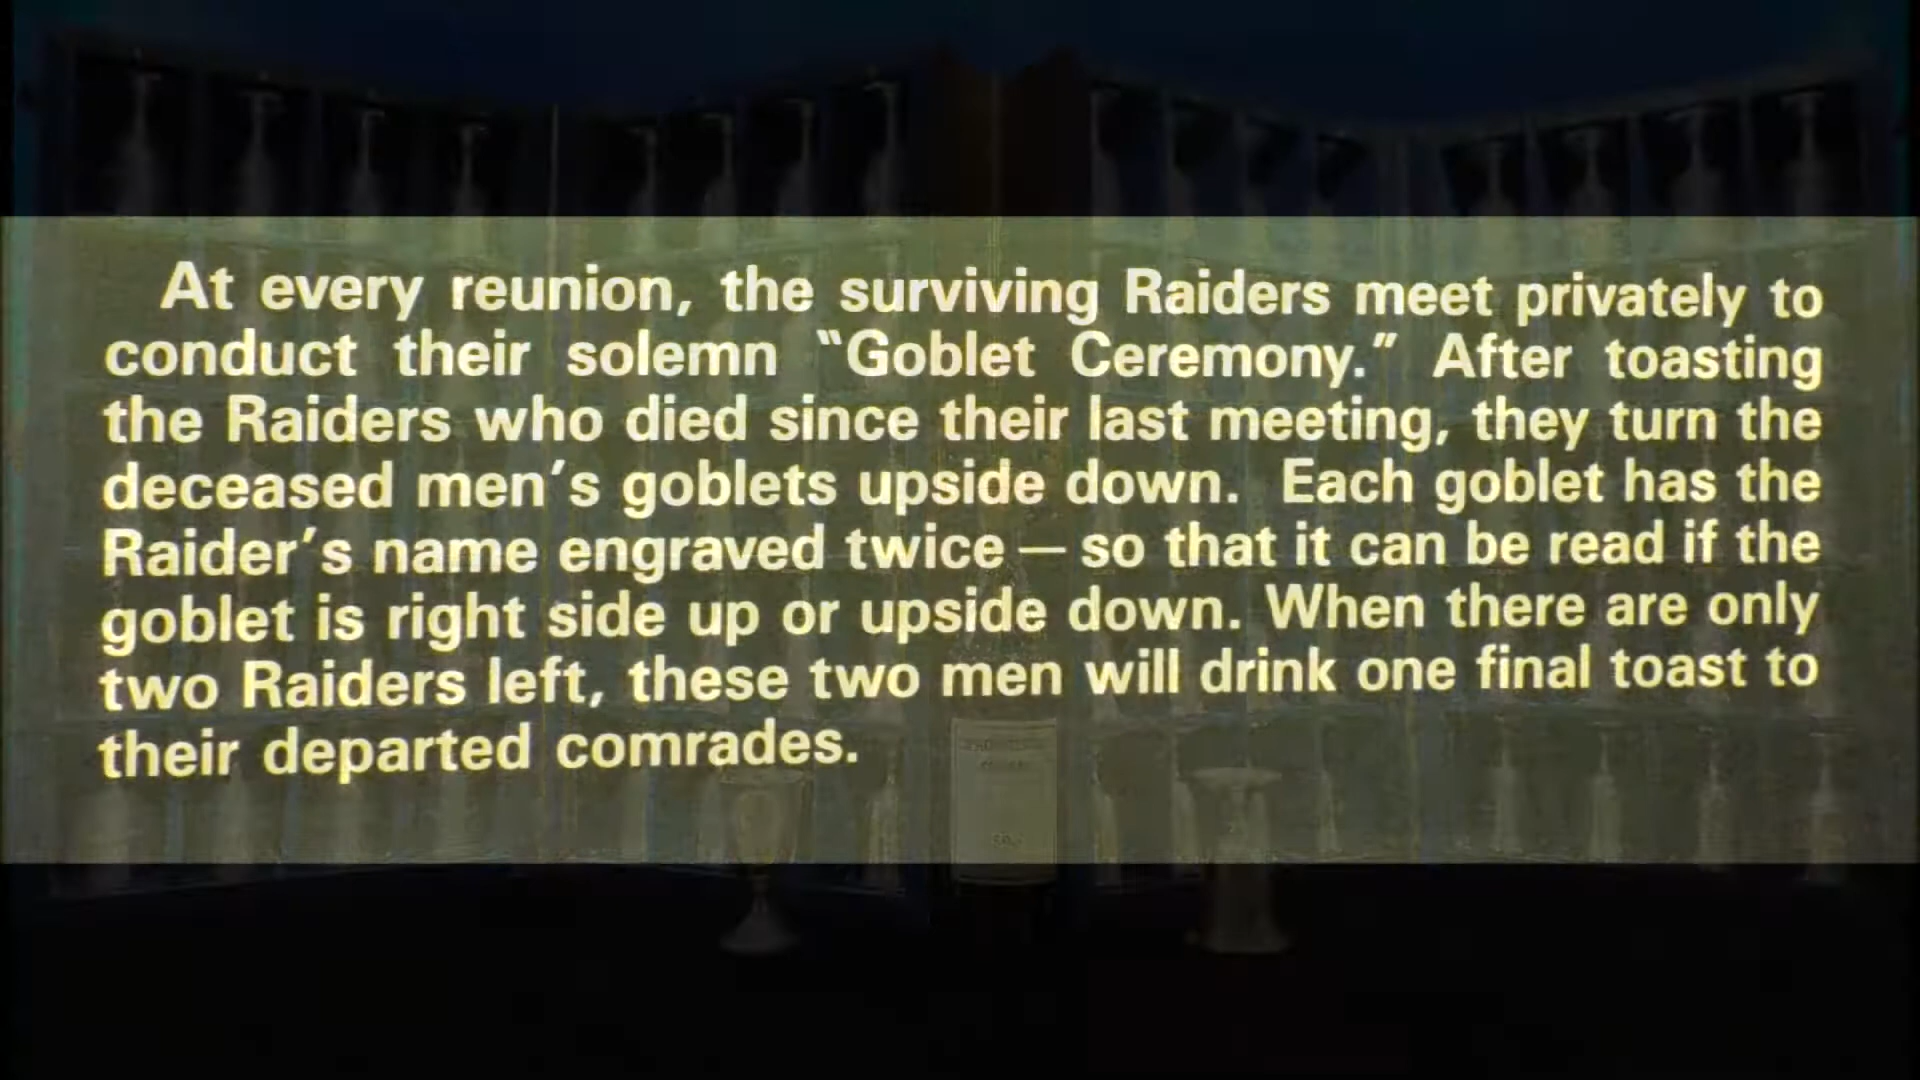 At every reunion, the surviving Raiders meet privately to
conduct their solemn “Goblet Ceremony.” After toasting
the Raiders who died since their last meeting, they turn the
deceased men’s goblets upside down. Each goblet has the
Raider’s name engraved twice — so that it can be read if the
goblet is right side up or upside down. When there are only
two Raiders left, these two men will drink one final toast to
their departed comrades.